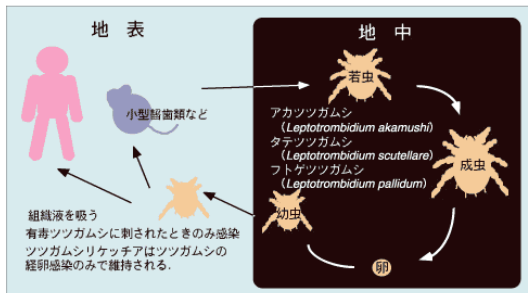 地 表
地 中
若虫
小型齧歯類など
アカツツガムシ
（Leptotrombidium akamushi）
タテツツガムシ
（Leptotrombidium scutellare）
フトゲツツガムシ
（Leptotrombidium pallidum）
成虫
幼虫
卵
組織液を吸う
有毒ツツガムシに刺されたときのみ感染
ツツガムシリケッチアはツツガムシの
経卵感染のみで維持される．